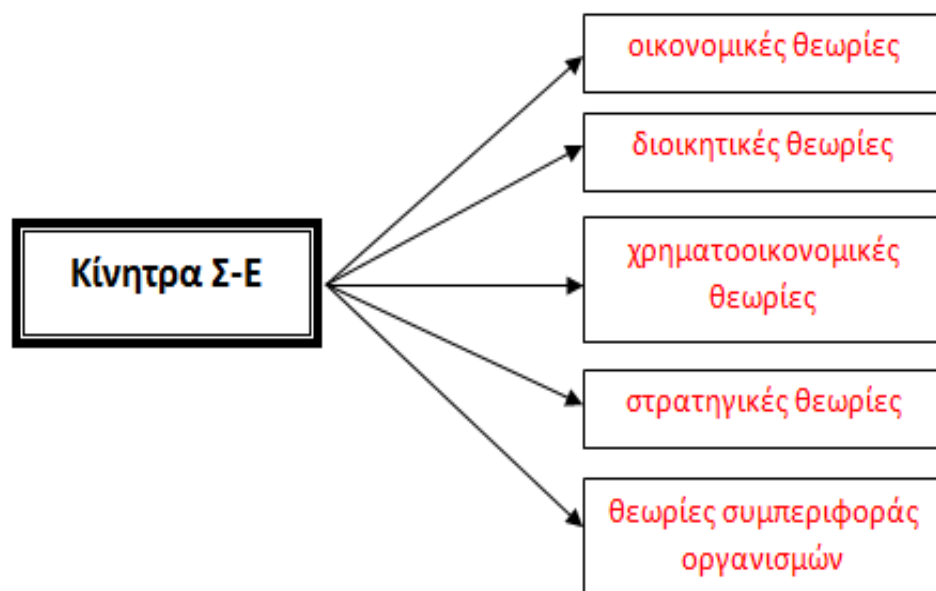 Κίνητρα Σ-Ε
οικονομικές θεωρίες
διοικητικές θεωρίες
χρηματοοικονομικές
θεωρίες
στρατηγικές θεωρίες
θεωρίες συμπεριφοράς
οργανισμών